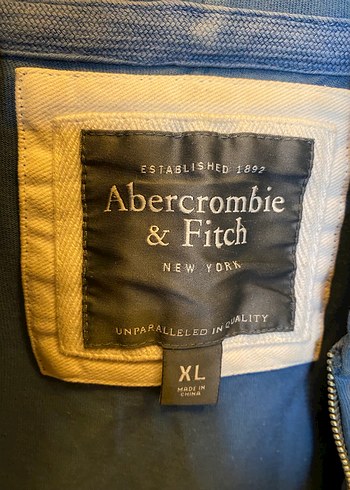 ESTABLISHED 1892
Abercrombie
& Fitch
NEW YORK
UNPARALLELED IN QUALITY
XL
MADE IN
CHINA